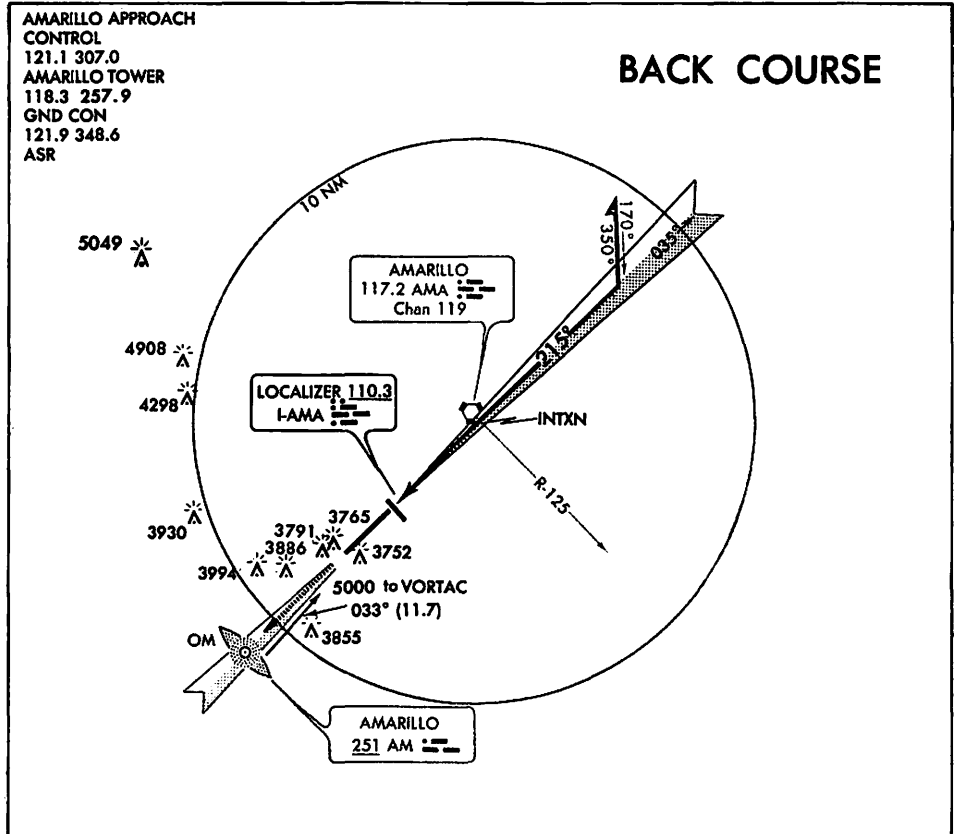 AMARILLO APPROACH
CONTROL
121.1 307.0
AMARILLO TOWER
118.3 257.9
GND CON
121.9 348.6
ASR
BACK COURSE
10 NM
170°
350°
035°
5049
AMARILLO
117.2 AMA
Chan 119
215°
4908
4298
LOCALIZER 110.3
I-AMA
INTXN
R-125
3930
3765
3791
3886
3752
3994
5000 to VORTAC
033° (11.7)
3855
OM
AMARILLO
251 AM